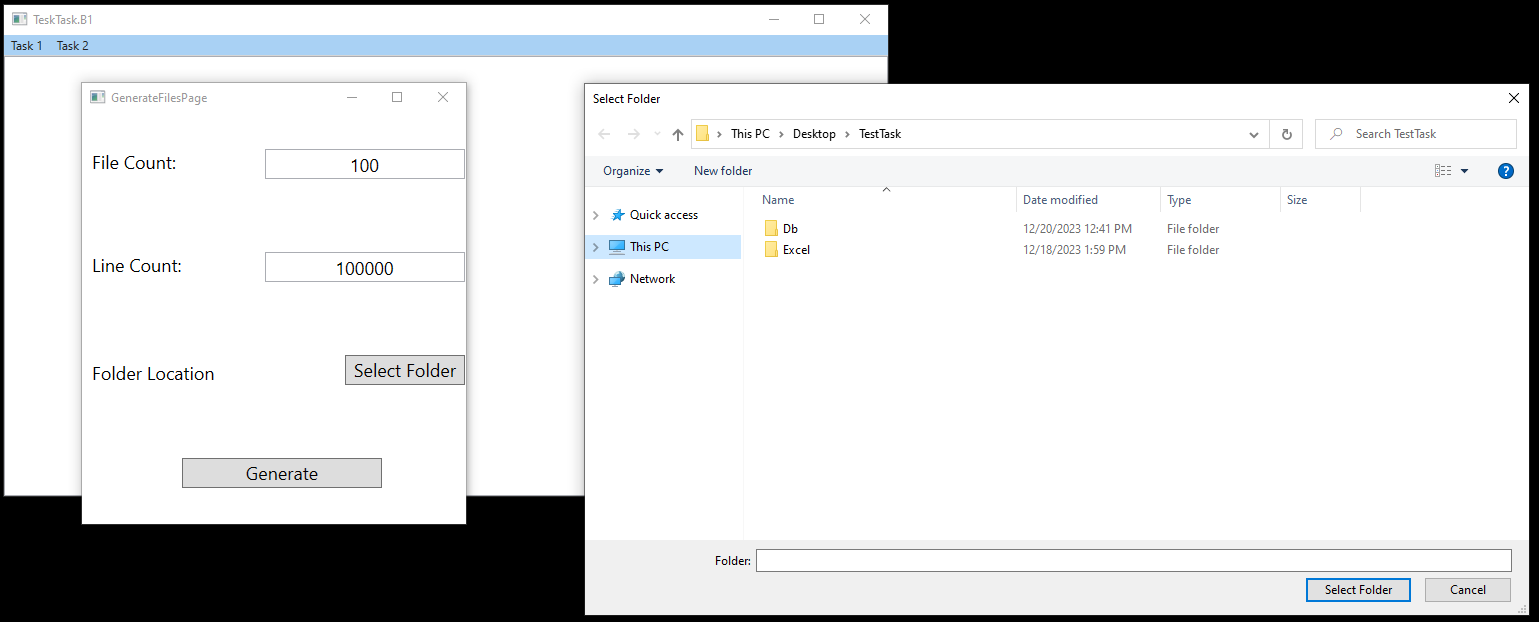 TeskTask.B1
Task 1 Task 2
GenerateFilesPage
File Count: 100
Line Count: 100000
Folder Location Select Folder
Generate
Select Folder
This PC Desktop TestTask Search TestTask
Organize New folder ?
Name Date modified Type Size
Quick access
This PC
Network
Db 12/20/2023 12:41 PM File folder
Excel 12/18/2023 1:59 PM File folder
Folder:
Select Folder Cancel